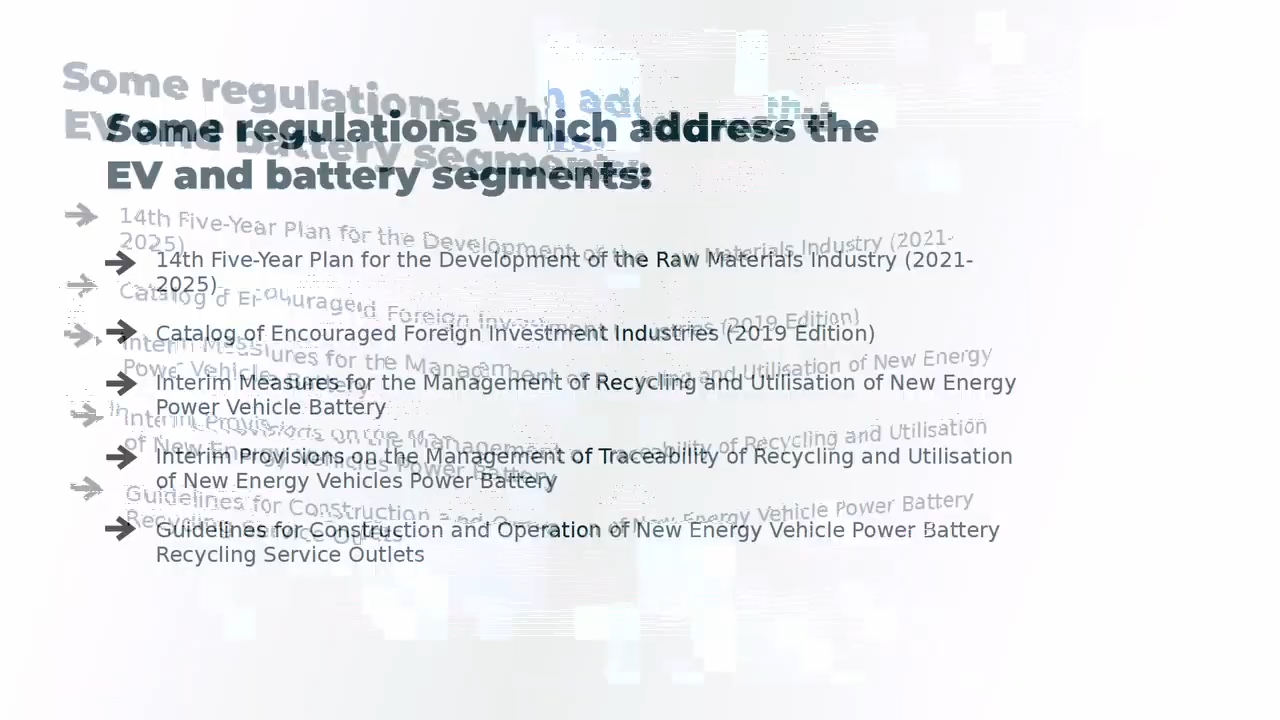 Some regulations which address the
EV and battery segments:
14th Five-Year Plan for the Development of the Raw Materials Industry (2021-
2025)
Catalog of Encouraged Foreign Investment Industries (2019 Edition)
Interim Measures for the Management of Recycling and Utilisation of New Energy
Power Vehicle Battery
Interim Provisions on the Management of Traceability of Recycling and Utilisation
of New Energy Vehicles Power Battery
Guidelines for Construction and Operation of New Energy Vehicle Power Battery
Recycling Service Outlets